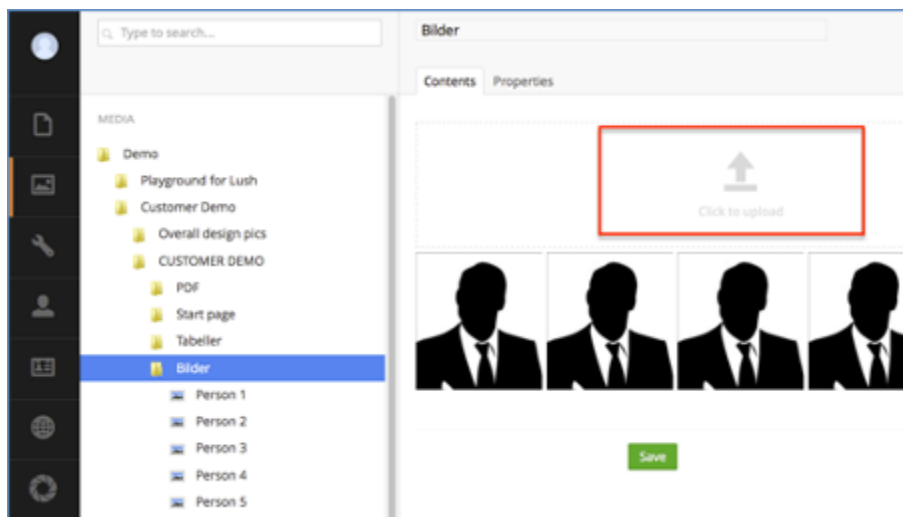 Type to search...
MEDIA
Demo
Playground for Lush
Customer Demo
Overall design pics
CUSTOMER DEMO
PDF
Start page
Tabeller
Bilder
Person 1
Person 2
Person 3
Person 4
Person 5
Bilder
Contents Properties
Click to upload
Save